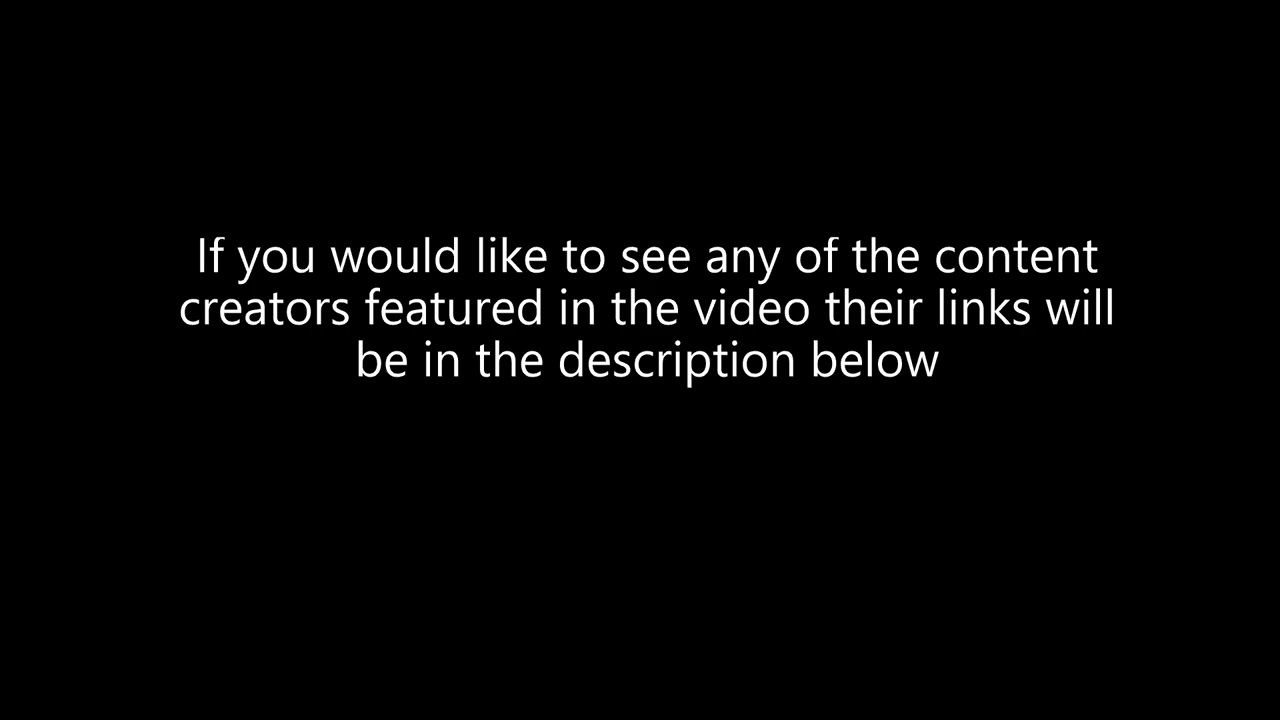 If you would like to see any of the content
creators featured in the video their links will
be in the description below